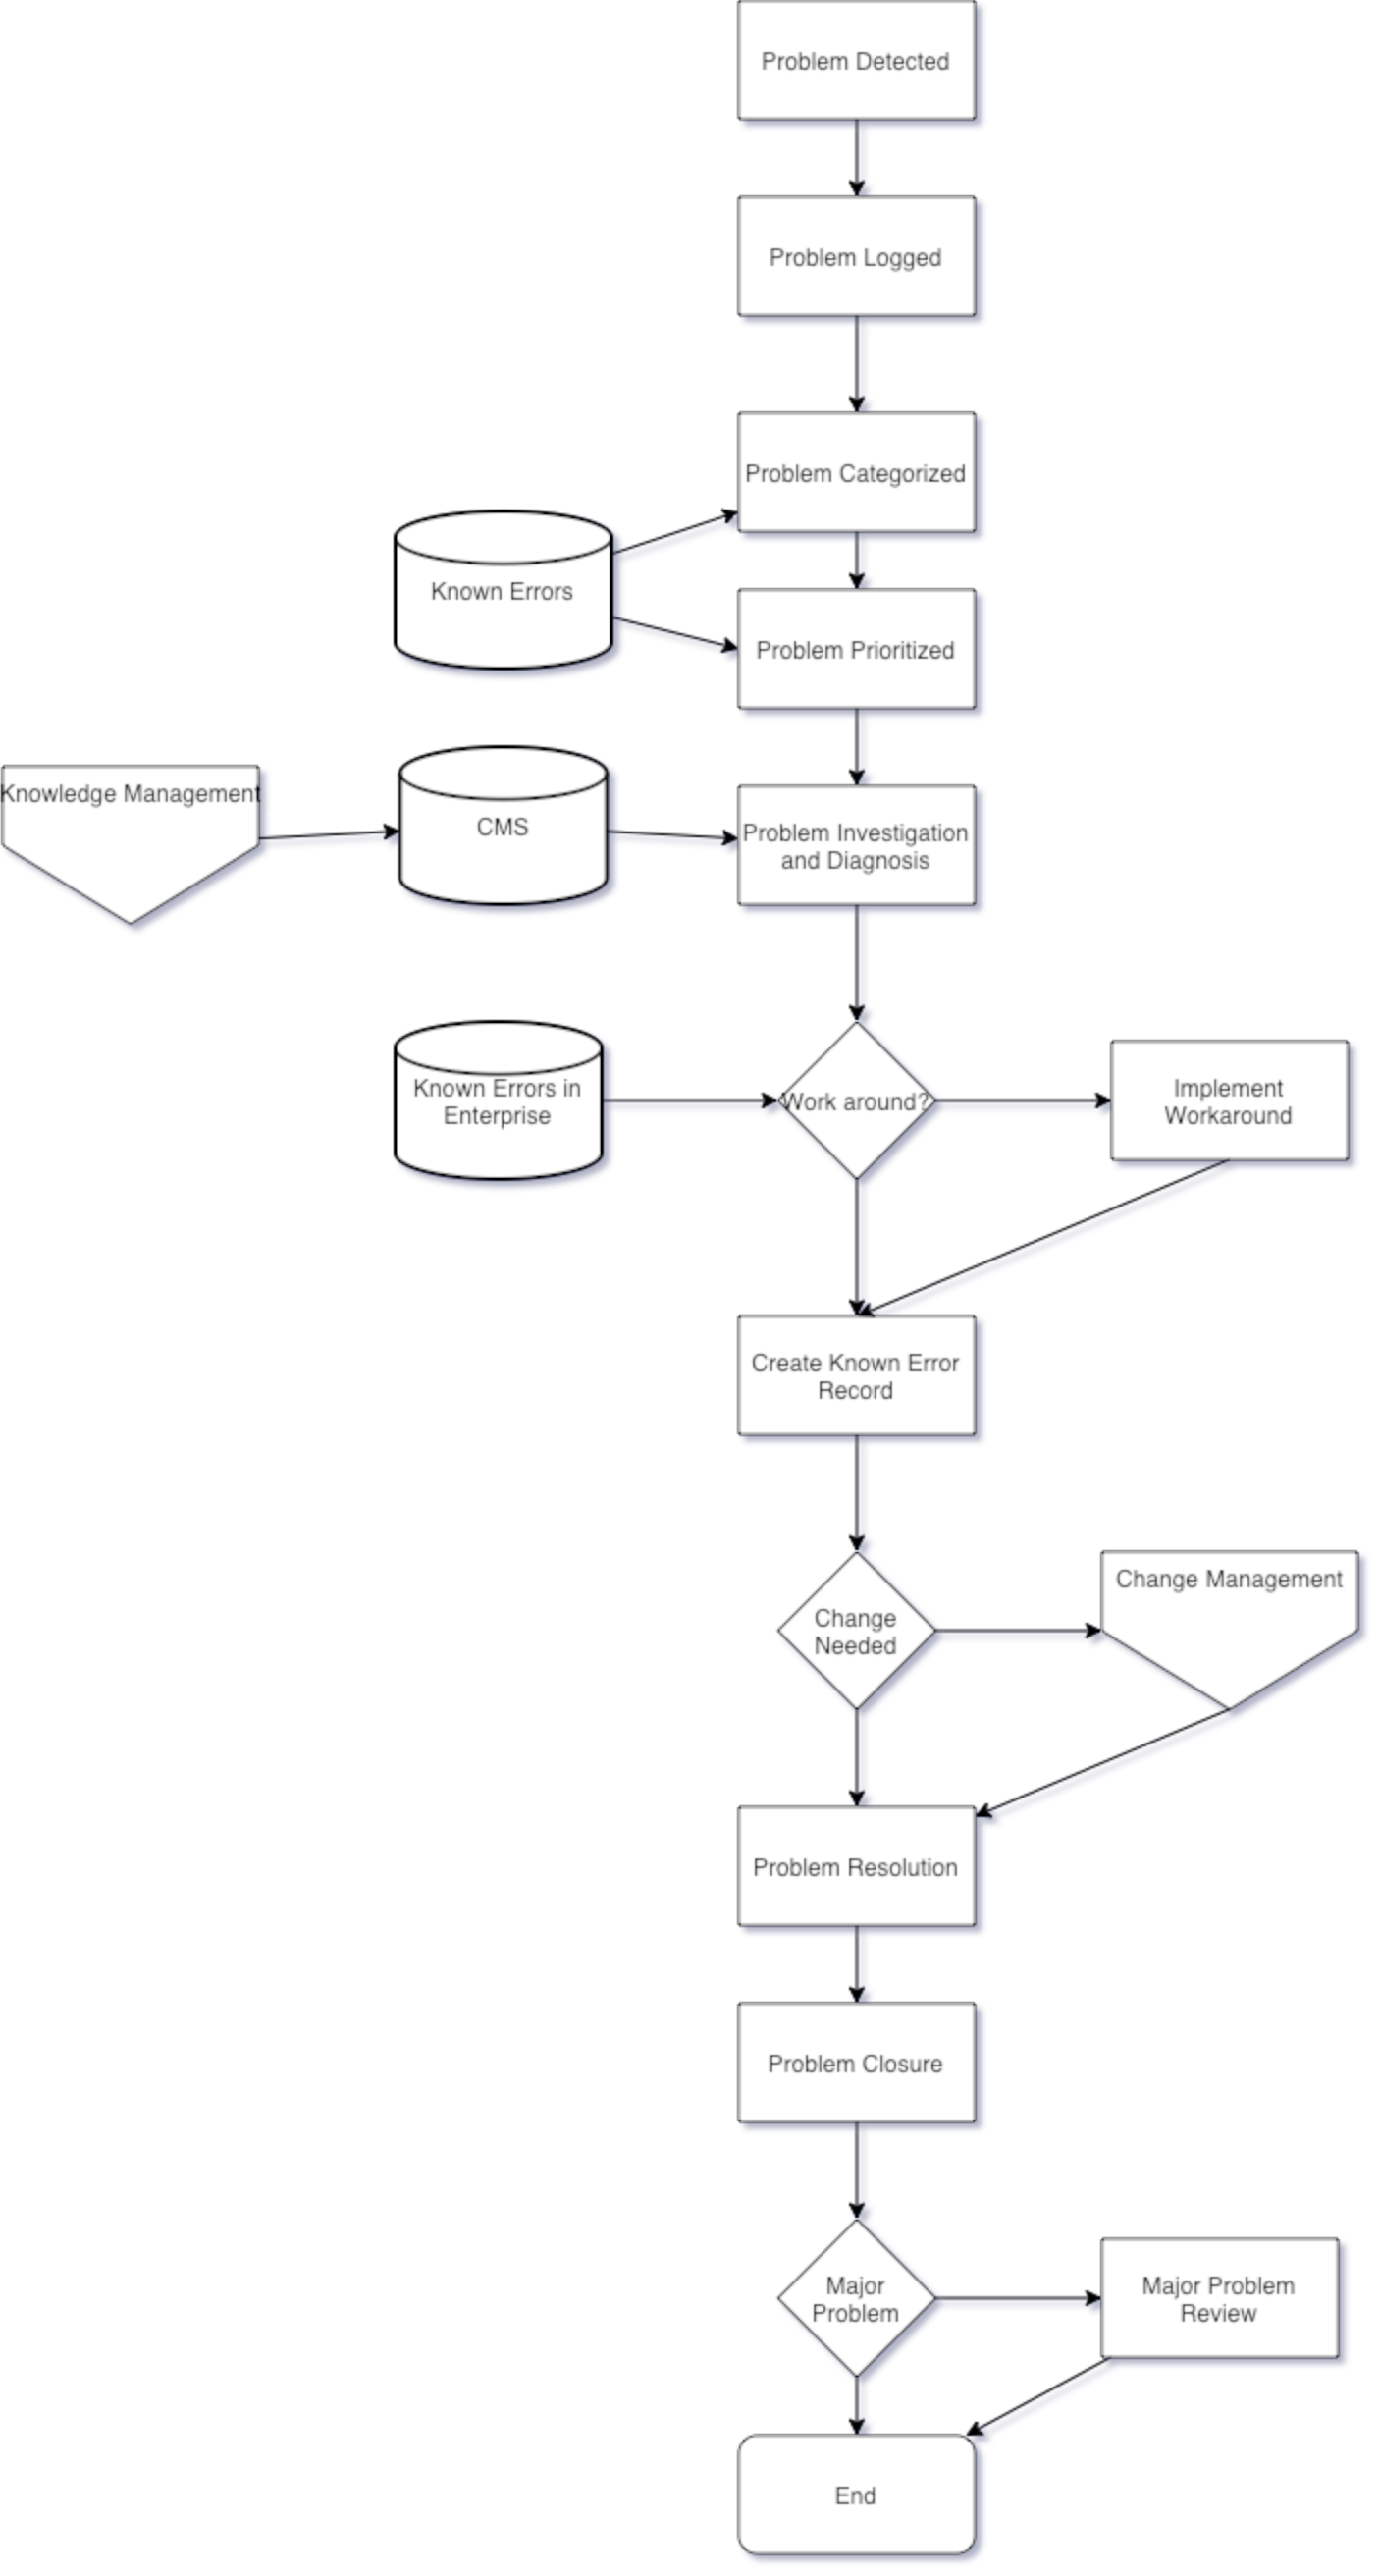 Problem Detected
Problem Logged
Problem Categorized
Known Errors
Problem Prioritized
Knowledge Management
CMS
Problem Investigation
and Diagnosis
Known Errors in
Enterprise
Work around?
Implement
Workaround
Create Known Error
Record
Change
Needed
Change Management
Problem Resolution
Problem Closure
Major
Problem
Major Problem
Review
End